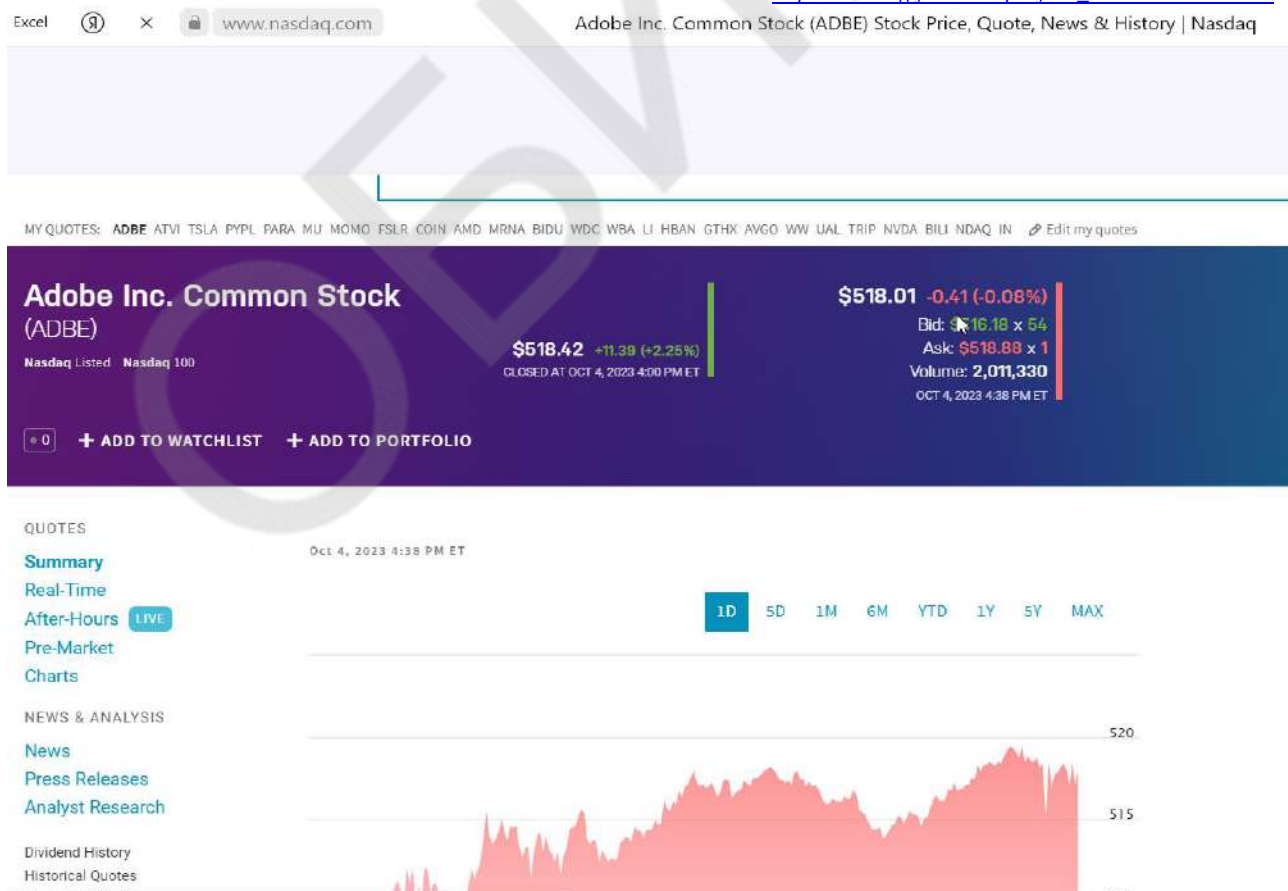 Excel Я × www.nasdaq.com Adobe Inc. Common Stock (ADBE) Stock Price, Quote, News & History | Nasdaq
MY QUOTES: ADBE ATVI TSLA PYPL PARA MU MOMO FSLR COIN AMD MRNA BIDU WDC WBA LI HBAN GTHX AVGO WW UAL TRIP NVDA BILI NDAQ IN Edit my quotes
Adobe Inc. Common Stock
(ADBE)
Nasdaq Listed Nasdaq 100
$518.42 +11.39 (+2.25%)
CLOSED AT OCT 4, 2023 4:00 PM ET
$518.01 -0.41 (-0.08%)
Bid: $516.18 x 54
Ask: $518.88 x 1
Volume: 2,011,330
OCT 4, 2023 4:38 PM ET
0 + ADD TO WATCHLIST + ADD TO PORTFOLIO
QUOTES
Summary
Real-Time
After-Hours LIVE
Pre-Market
Charts
NEWS & ANALYSIS
News
Press Releases
Analyst Research
Dividend History
Historical Quotes
Oct 4, 2023 4:38 PM ET
1D 5D 1M 6M YTD 1Y 5Y MAX
520
515